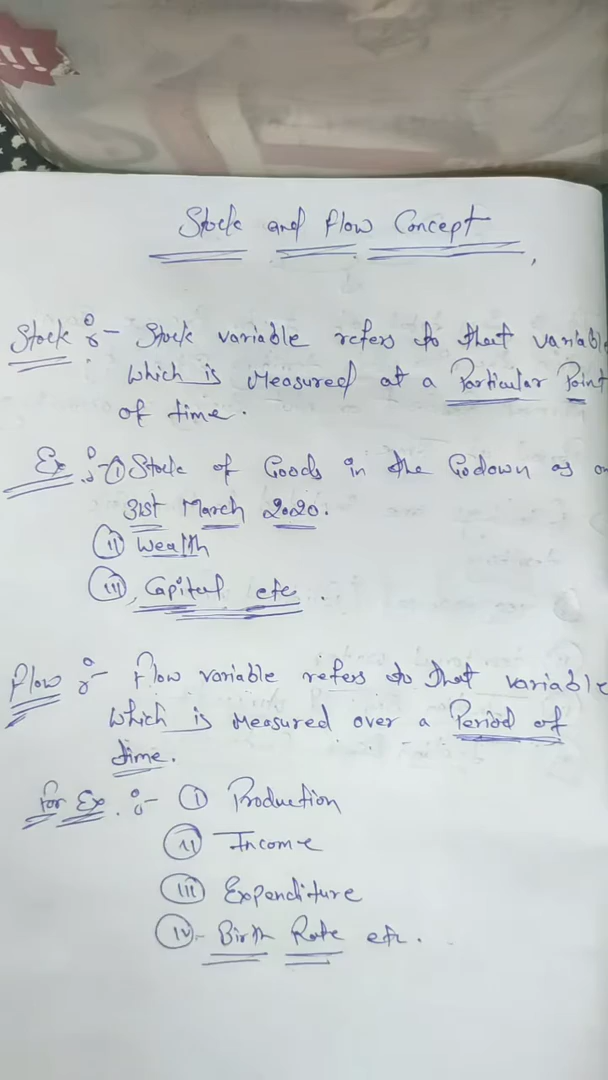 !!!
Stock and Flow Concept
Stock :- Stock variable refers to that variable
which is measured at a Particular Point
of time.
Ex :- (i) Stock of Goods in the Godown as on
31st March 2020.
(ii) Wealth
(iii) Capital etc.
Flow :- Flow variable refers to that variable
which is measured over a Period of
time.
For Ex. :- (i) Production
(ii) Income
(iii) Expenditure
(iv) Birth Rate etc.